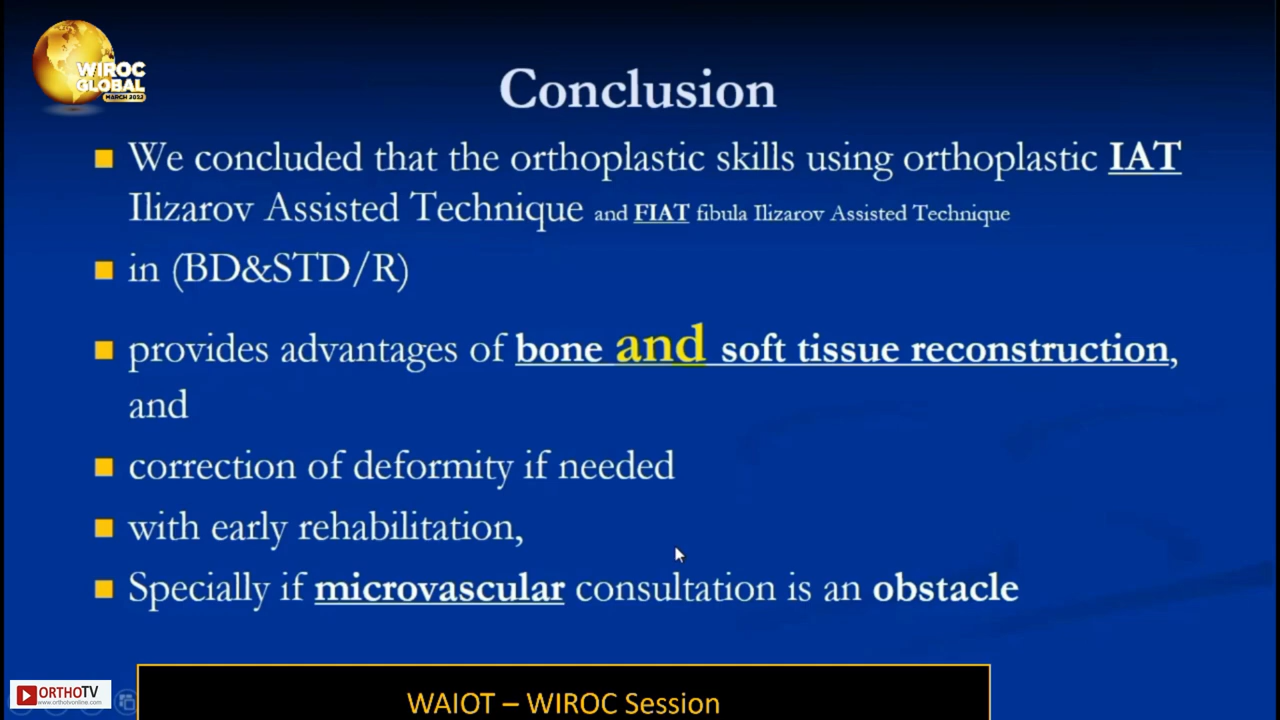 WIROC
GLOBAL
MARCH 2022
Conclusion
We concluded that the orthoplastic skills using orthoplastic IAT
Ilizarov Assisted Technique and FIAT fibula Ilizarov Assisted Technique
in (BD&STD/R)
provides advantages of bone and soft tissue reconstruction,
and
correction of deformity if needed
with early rehabilitation,
Specially if microvascular consultation is an obstacle
ORTHOTV
www.orthotvonline.com
WAIOT – WIROC Session